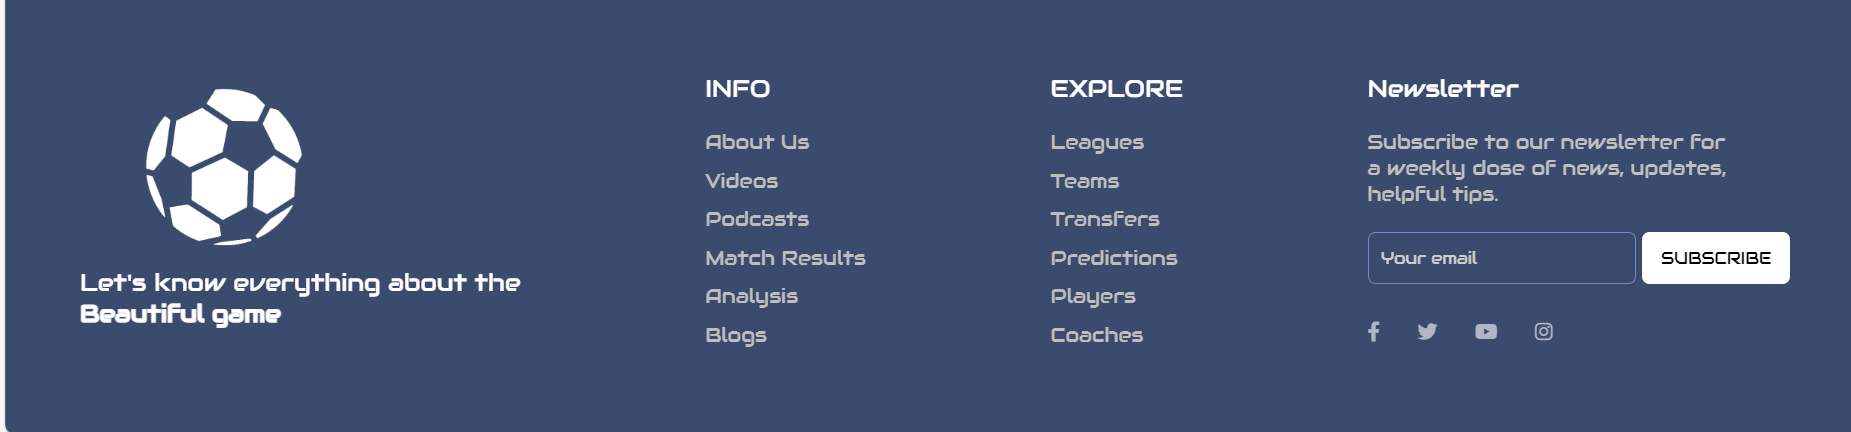 Let's know everything about the
Beautiful game
INFO
About Us
Videos
Podcasts
Match Results
Analysis
Blogs
EXPLORE
Leagues
Teams
Transfers
Predictions
Players
Coaches
Newsletter
Subscribe to our newsletter for
a weekly dose of news, updates,
helpful tips.
Your email
SUBSCRIBE